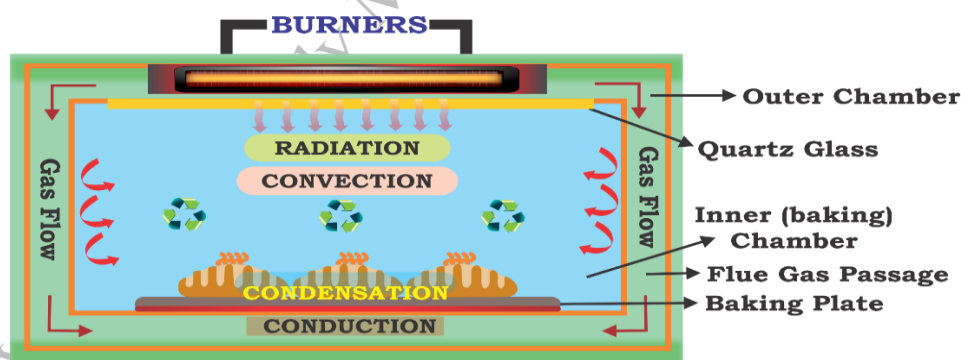 BURNERS
Outer Chamber
Quartz Glass
RADIATION
CONVECTION
Gas Flow
Gas Flow
Inner (baking)
Chamber
Flue Gas Passage
Baking Plate
CONDENSATION
CONDUCTION